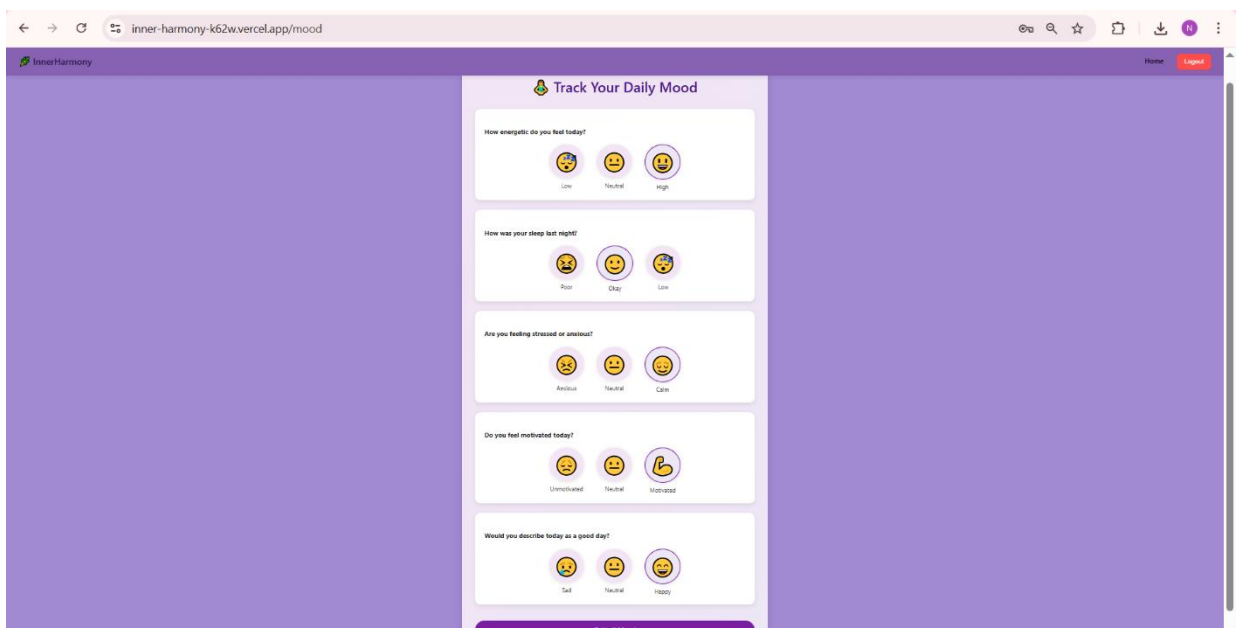 inner-harmony-k62w.vercel.app/mood
N
InnerHarmony
Home
Logout
Track Your Daily Mood
How energetic do you feel today?
Low Neutral High
How was your sleep last night?
Poor Okay Low
Are you feeling stressed or anxious?
Anxious Neutral Calm
Do you feel motivated today?
Unmotivated Neutral Motivated
Would you describe today as a good day?
Sad Neutral Happy